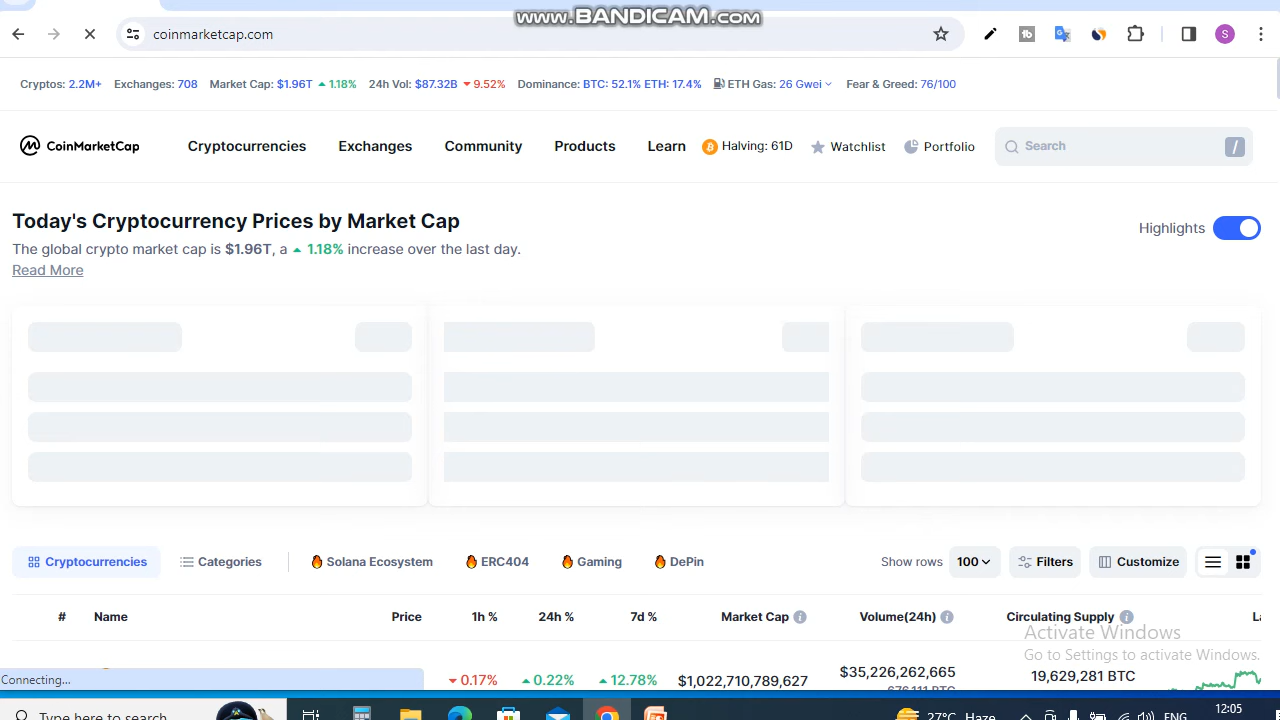 www.BANDICAM.com
coinmarketcap.com
S
Cryptos: 2.2M+ Exchanges: 708 Market Cap: $1.96T 1.18% 24h Vol: $87.32B 9.52% Dominance: BTC: 52.1% ETH: 17.4% ETH Gas: 26 Gwei Fear & Greed: 76/100
CoinMarketCap Cryptocurrencies Exchanges Community Products Learn Halving: 61D Watchlist Portfolio Search /
Today's Cryptocurrency Prices by Market Cap
Highlights
The global crypto market cap is $1.96T, a 1.18% increase over the last day.
Read More
Cryptocurrencies Categories Solana Ecosystem ERC404 Gaming DePin Show rows 100 Filters Customize
# Name Price 1h % 24h % 7d % Market Cap Volume(24h) Circulating Supply La
Activate Windows
Go to Settings to activate Windows.
Connecting... 0.17% 0.22% 12.78% $1,022,710,789,627 $35,226,262,665 19,629,281 BTC
676,111 BTC
Type here to search 27°C Haze ENG 12:05